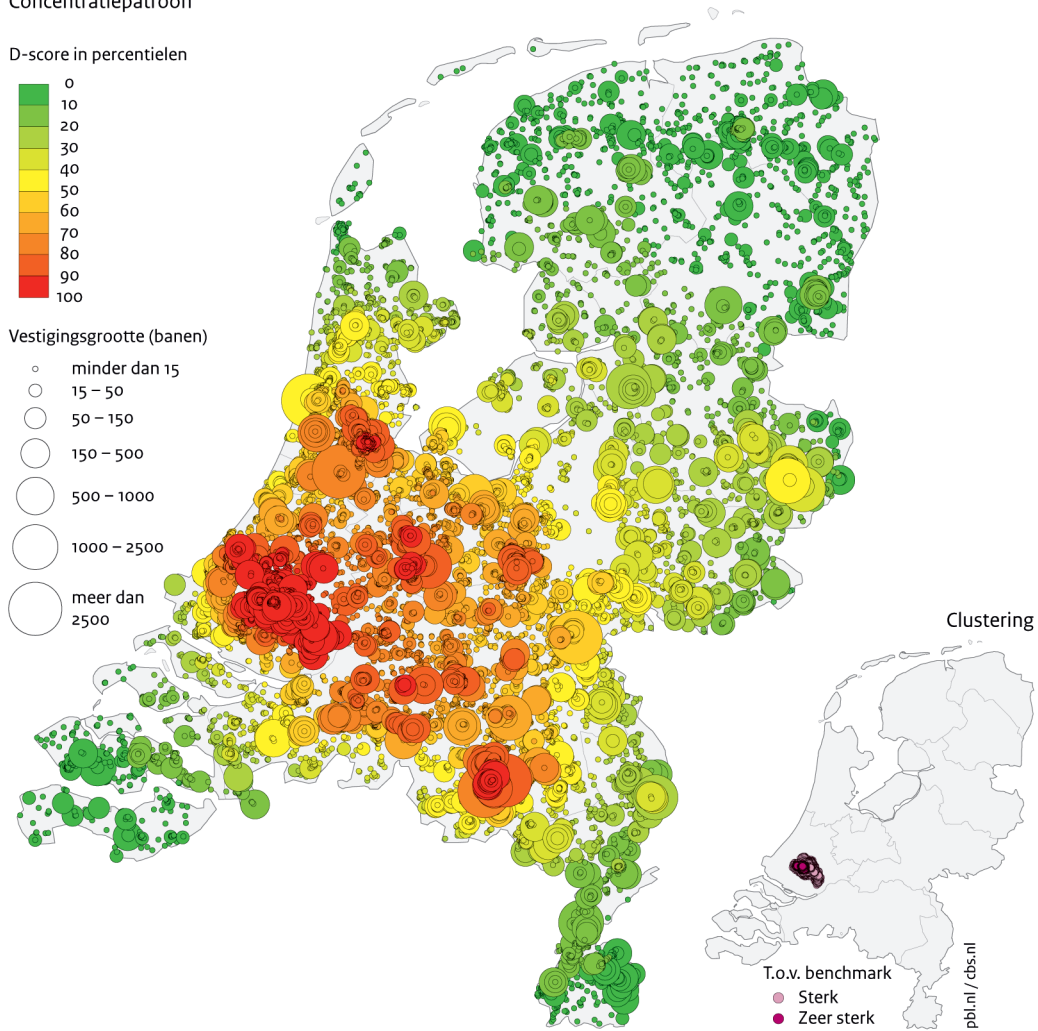 Concentratiepatroon
D-score in percentielen
0
10
20
30
40
50
60
70
80
90
100
Vestigingsgrootte (banen)
minder dan 15
15 – 50
50 – 150
150 – 500
500 – 1000
1000 – 2500
meer dan
2500
Clustering
T.o.v. benchmark
Sterk
Zeer sterk
pbl.nl / cbs.nl